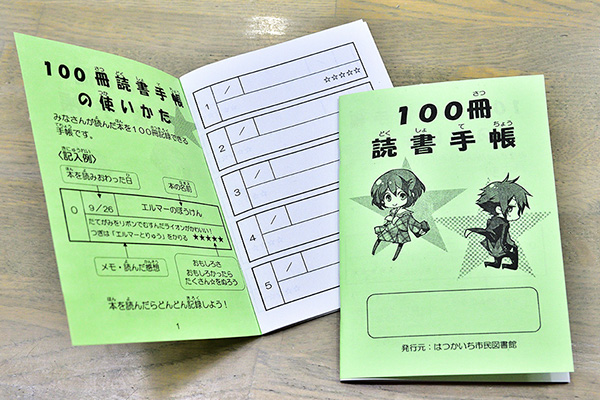 100冊読書手帳
の使いかた
みなさんが読んだ本を100冊記録できる
手帳です。
<記入例>
本を読みおわった日
本の名前
0 9/26 エルマーのぼうけん
たてがみをリボンでむすんだライオンがかわいい!
つぎは「エルマーとりゅう」をかりる ★★★★★
メモ・読んだ感想
おもしろさ
おもしろかったら
たくさん☆をぬろう
本を読んだらどんどん記録しよう!
1
1 /
☆☆☆☆☆
2 /
3 /
4 /
5 /
100冊
読書手帳
発行元:はつかいち市民図書館